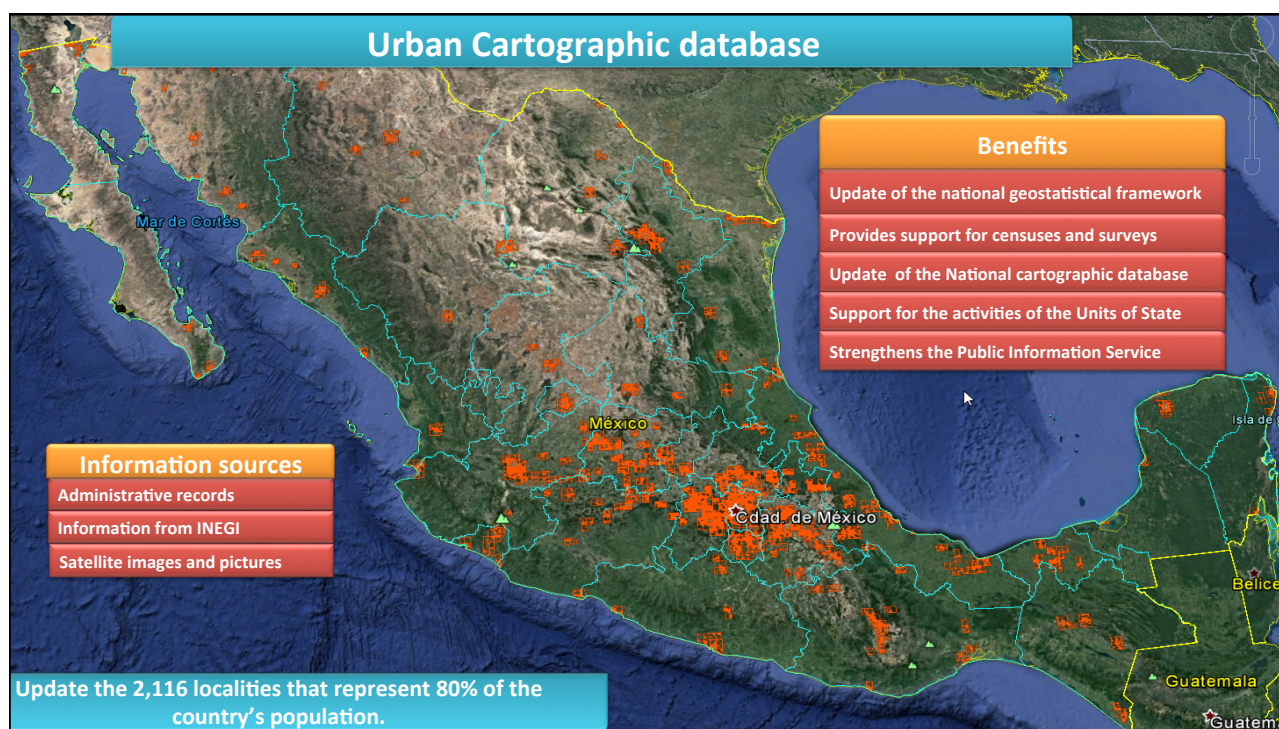 Urban Cartographic database
Benefits
Update of the national geostatistical framework
Provides support for censuses and surveys
Update  of the National cartographic database
Support for the activities of the Units of State
Strengthens the Public Information Service
Mar de Cortés
México
Isla de
Information sources
Administrative records
Information from INEGI
Satellite images and pictures
Cdad. de México
Belice
Guatemala
Guatem
Update the 2,116 localities that represent 80% of the
country's population.